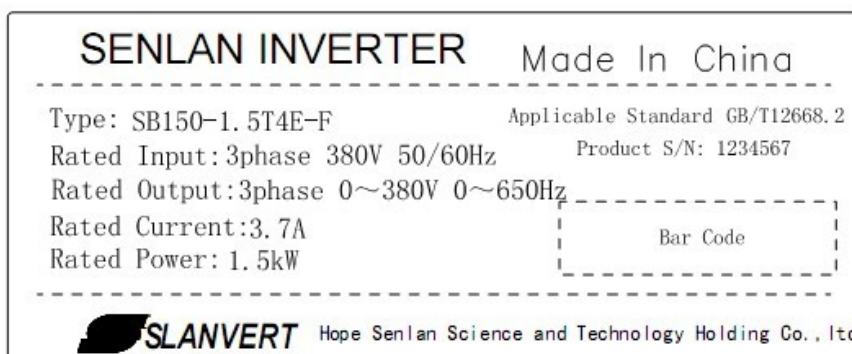 SENLAN INVERTER
Made In China
Type: SB150-1.5T4E-F
Applicable Standard GB/T12668.2
Rated Input:3phase 380V 50/60Hz
Product S/N: 1234567
Rated Output:3phase 0～380V 0～650Hz
Rated Current:3.7A
Bar Code
Rated Power: 1.5kW
SLANVERT
Hope Senlan Science and Technology Holding Co.,ltd